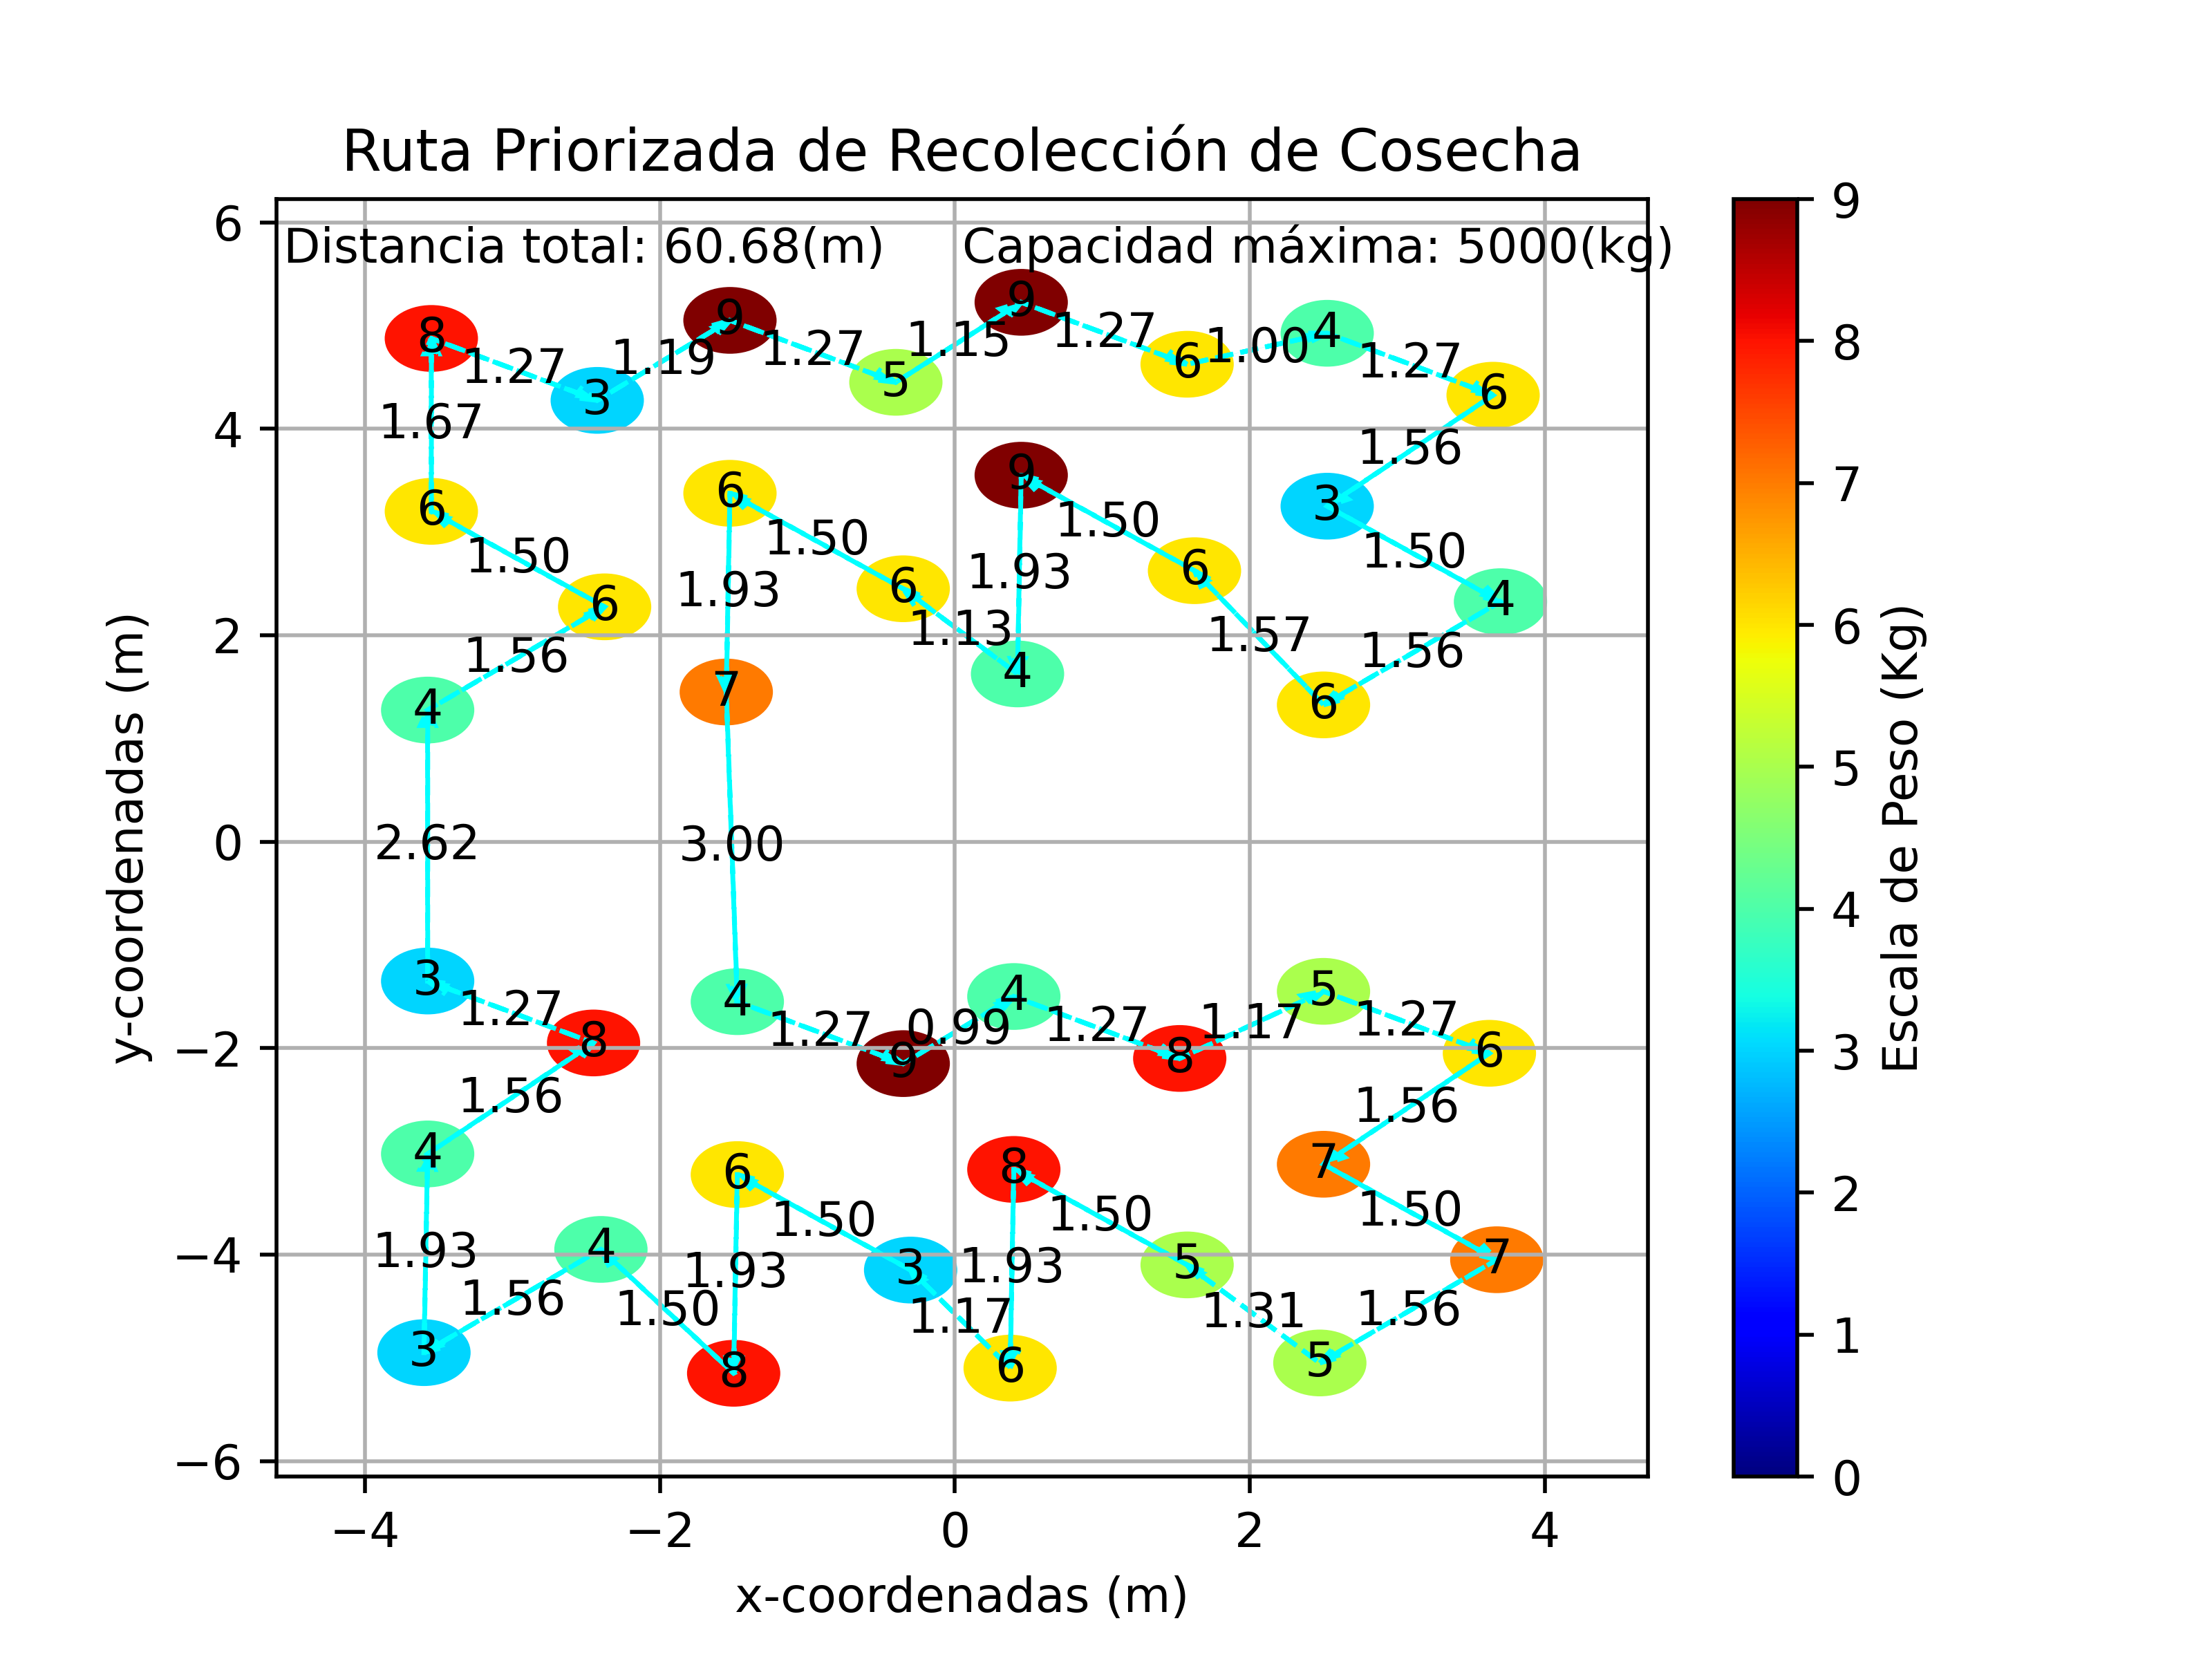 Ruta Priorizada de Recolección de Cosecha
Distancia total: 60.68(m) Capacidad máxima: 5000(kg)
8 1.27 3 1.19 9 1.27 5 1.15 9 1.27 6 1.00 4 1.27 6
1.67 1.56
6 1.50 6 1.50 6 1.50 9 1.50 6 3 1.50 4
1.93 1.93 1.13 1.57 1.56
4 1.56 7 4 6
2.62 3.00
3 1.27 8 4 1.27 9 0.99 4 1.27 8 1.17 5 1.27 6
1.56 1.56
4 6 8 7
1.93 4 1.50 3 1.50 5 1.50 7
1.56 1.50 1.93 1.17 1.93 1.31 1.56
3 8 6 5
6
4
2
0
−2
−4
−6
−4 −2 0 2 4
x-coordenadas (m)
y-coordenadas (m)
9
8
7
6
5
4
3
2
1
0
Escala de Peso (Kg)